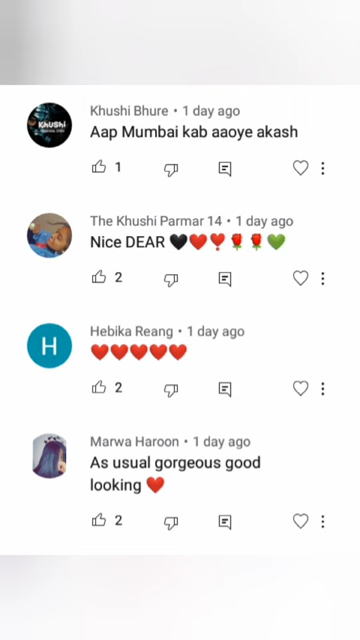 Khushi
Khushi Bhure • 1 day ago
Aap Mumbai kab aaoye akash
1
The Khushi Parmar 14 • 1 day ago
Nice DEAR 🖤❤️❣️🌹🌹💚
2
H
Hebika Reang • 1 day ago
❤️❤️❤️❤️❤️
2
Marwa Haroon • 1 day ago
As usual gorgeous good
looking ❤️
2